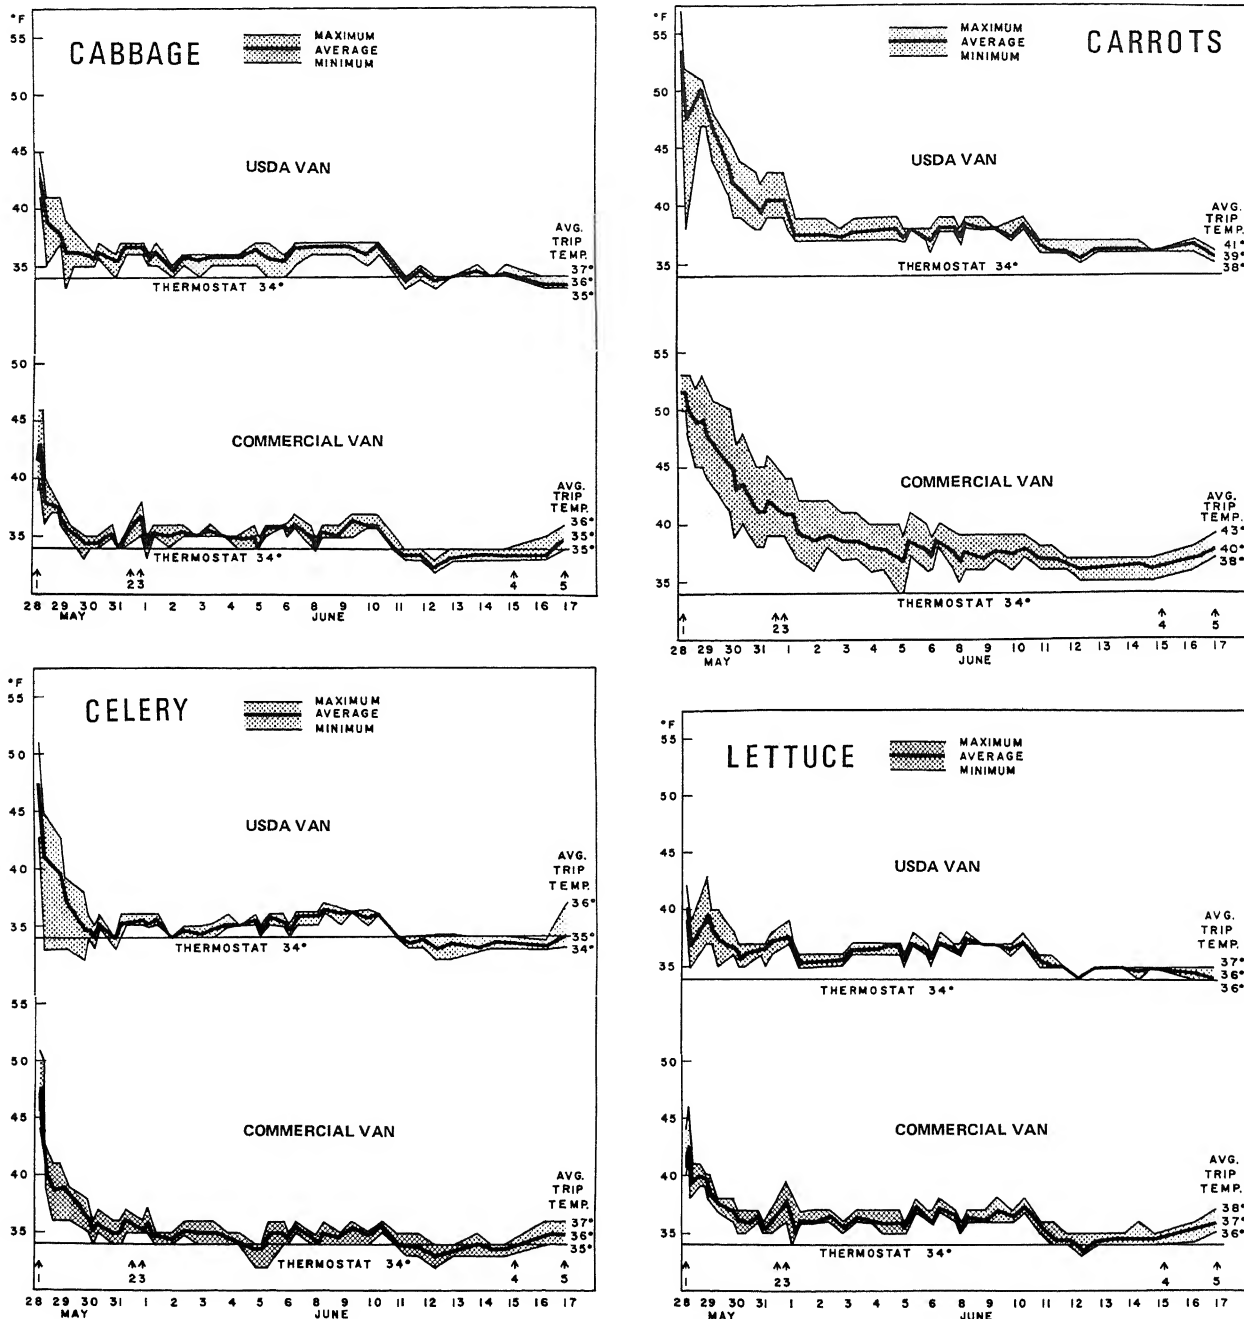 °F
55
50
45
40
35
CABBAGE
MAXIMUM
AVERAGE
MINIMUM
USDA VAN
AVG.
TRIP
TEMP.
37°
36°
35°
THERMOSTAT 34°
50
45
40
35
COMMERCIAL VAN
AVG.
TRIP
TEMP.
36°
35°
35°
THERMOSTAT 34°
1 23 4 5
28 29 30 31 1 2 3 4 5 6 7 8 9 10 11 12 13 14 15 16 17
MAY JUNE
°F
55
50
45
40
35
CARROTS
MAXIMUM
AVERAGE
MINIMUM
USDA VAN
AVG.
TRIP
TEMP.
41°
39°
38°
THERMOSTAT 34°
55
50
45
40
35
COMMERCIAL VAN
AVG.
TRIP
TEMP.
43°
40°
38°
THERMOSTAT 34°
1 23 4 5
28 29 30 31 1 2 3 4 5 6 7 8 9 10 11 12 13 14 15 16 17
MAY JUNE
°F
55
50
45
40
35
CELERY
MAXIMUM
AVERAGE
MINIMUM
USDA VAN
AVG.
TRIP
TEMP.
36°
35°
34°
THERMOSTAT 34°
50
45
40
35
COMMERCIAL VAN
AVG.
TRIP
TEMP.
37°
36°
35°
THERMOSTAT 34°
1 23 4 5
28 29 30 31 1 2 3 4 5 6 7 8 9 10 11 12 13 14 15 16 17
MAY JUNE
°F
55
50
45
40
35
LETTUCE
MAXIMUM
AVERAGE
MINIMUM
USDA VAN
AVG.
TRIP
TEMP.
37°
36°
36°
THERMOSTAT 34°
50
45
40
35
COMMERCIAL VAN
AVG.
TRIP
TEMP.
38°
37°
36°
THERMOSTAT 34°
1 23 4 5
28 29 30 31 1 2 3 4 5 6 7 8 9 10 11 12 13 14 15 16 17
MAY JUNE